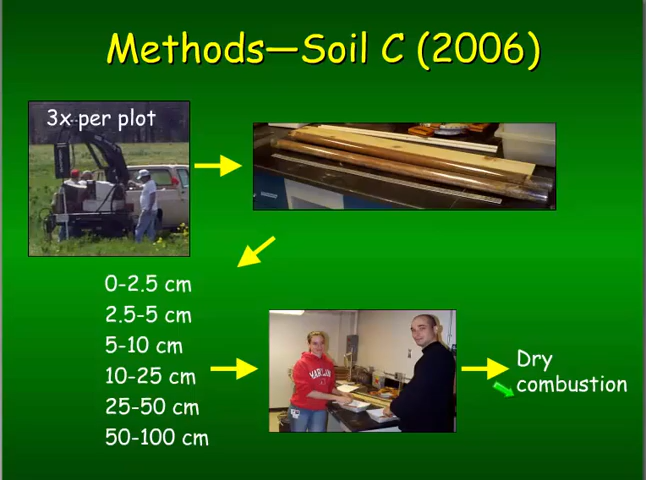 Methods—Soil C (2006)
3x per plot
0-2.5 cm
2.5-5 cm
5-10 cm
10-25 cm
25-50 cm
50-100 cm
Dry
combustion